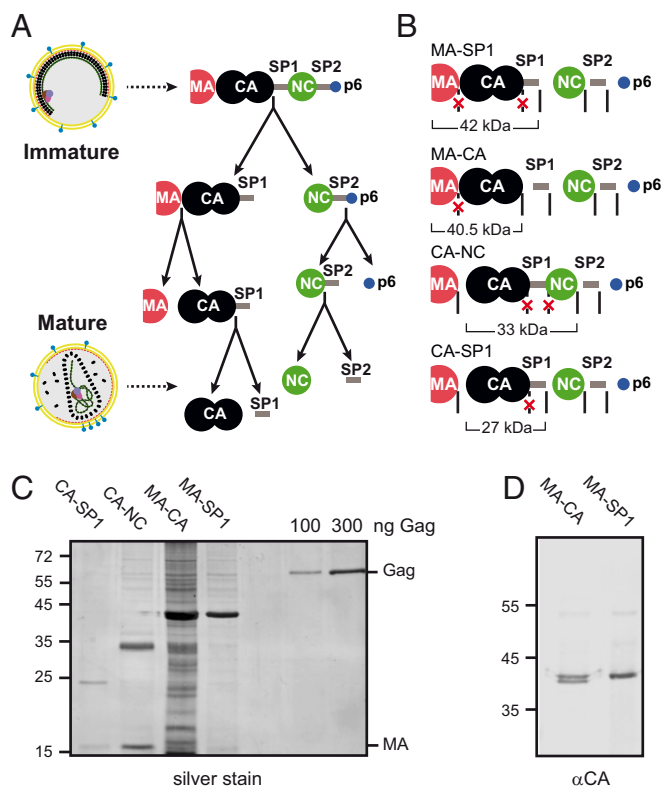 A
MA CA SP1 NC SP2 p6
Immature
MA CA SP1
NC SP2 p6
MA CA SP1
NC SP2 p6
Mature
CA SP1
NC SP2
B
MA-SP1
MA CA SP1 NC SP2 p6
42 kDa
MA-CA
MA CA SP1 NC SP2 p6
40.5 kDa
CA-NC
MA CA SP1 NC SP2 p6
33 kDa
CA-SP1
MA CA SP1 NC SP2 p6
27 kDa
C
CA-SP1 CA-NC MA-CA MA-SP1
100 300 ng Gag
72
55
45
35
25
15
Gag
MA
silver stain
D
MA-CA MA-SP1
55
45
35
αCA